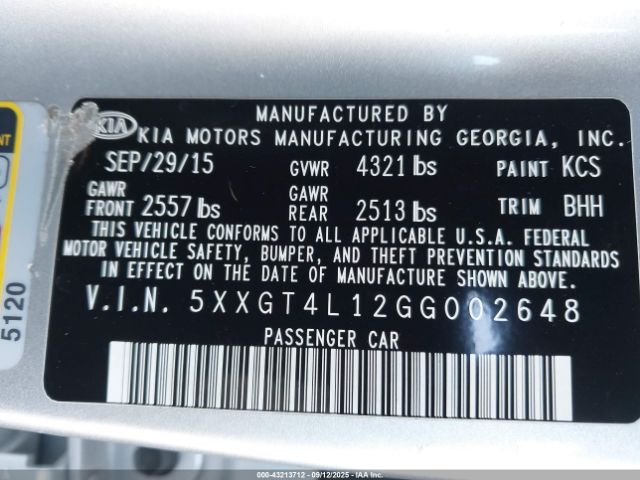 MANUFACTURED BY
KIA KIA MOTORS MANUFACTURING GEORGIA, INC.
SEP/29/15 GVWR 4321 lbs PAINT KCS
GAWR FRONT 2557 lbs GAWR REAR 2513 lbs TRIM BHH
THIS VEHICLE CONFORMS TO ALL APPLICABLE U.S.A. FEDERAL
MOTOR VEHICLE SAFETY, BUMPER, AND THEFT PREVENTION STANDARDS
IN EFFECT ON THE DATE OF MANUFACTURE SHOWN ABOVE.
V.I.N. 5XXGT4L12GG002648
PASSENGER CAR
5120
000-43213712 - 09/12/2025 - IAAI.COM